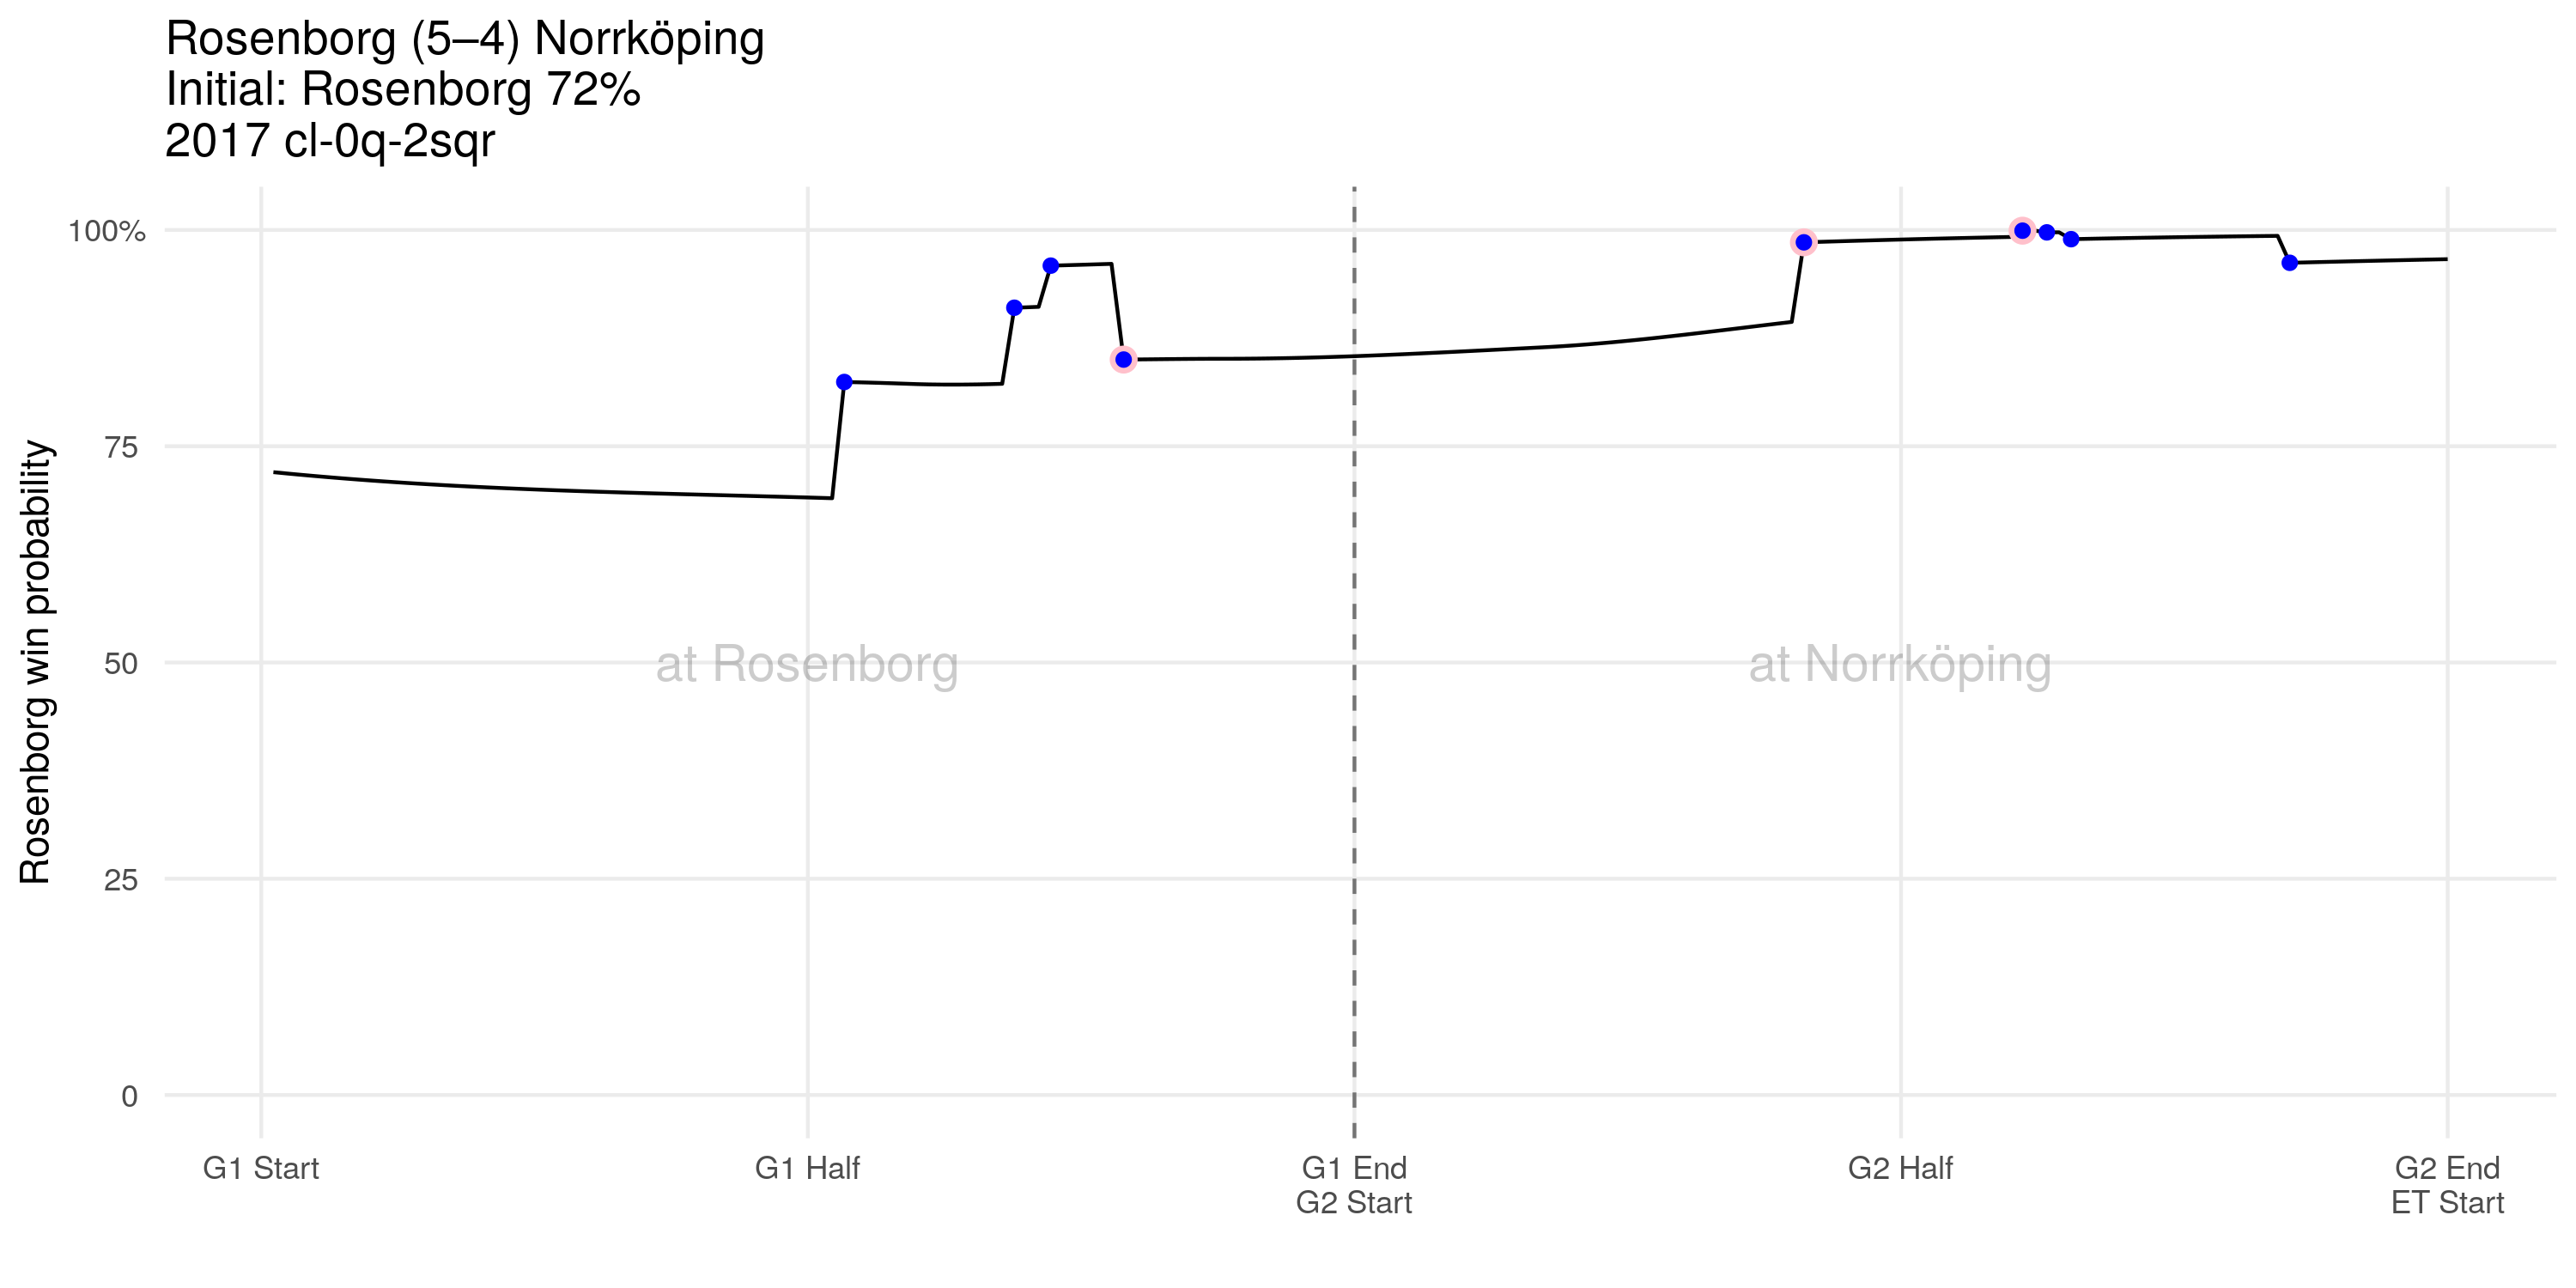 Rosenborg (5–4) Norrköping
Initial: Rosenborg 72%
2017 cl-0q-2sqr
Rosenborg win probability
100%
75
50
25
0
at Rosenborg
at Norrköping
G1 Start
G1 Half
G1 End
G2 Start
G2 Half
G2 End
ET Start